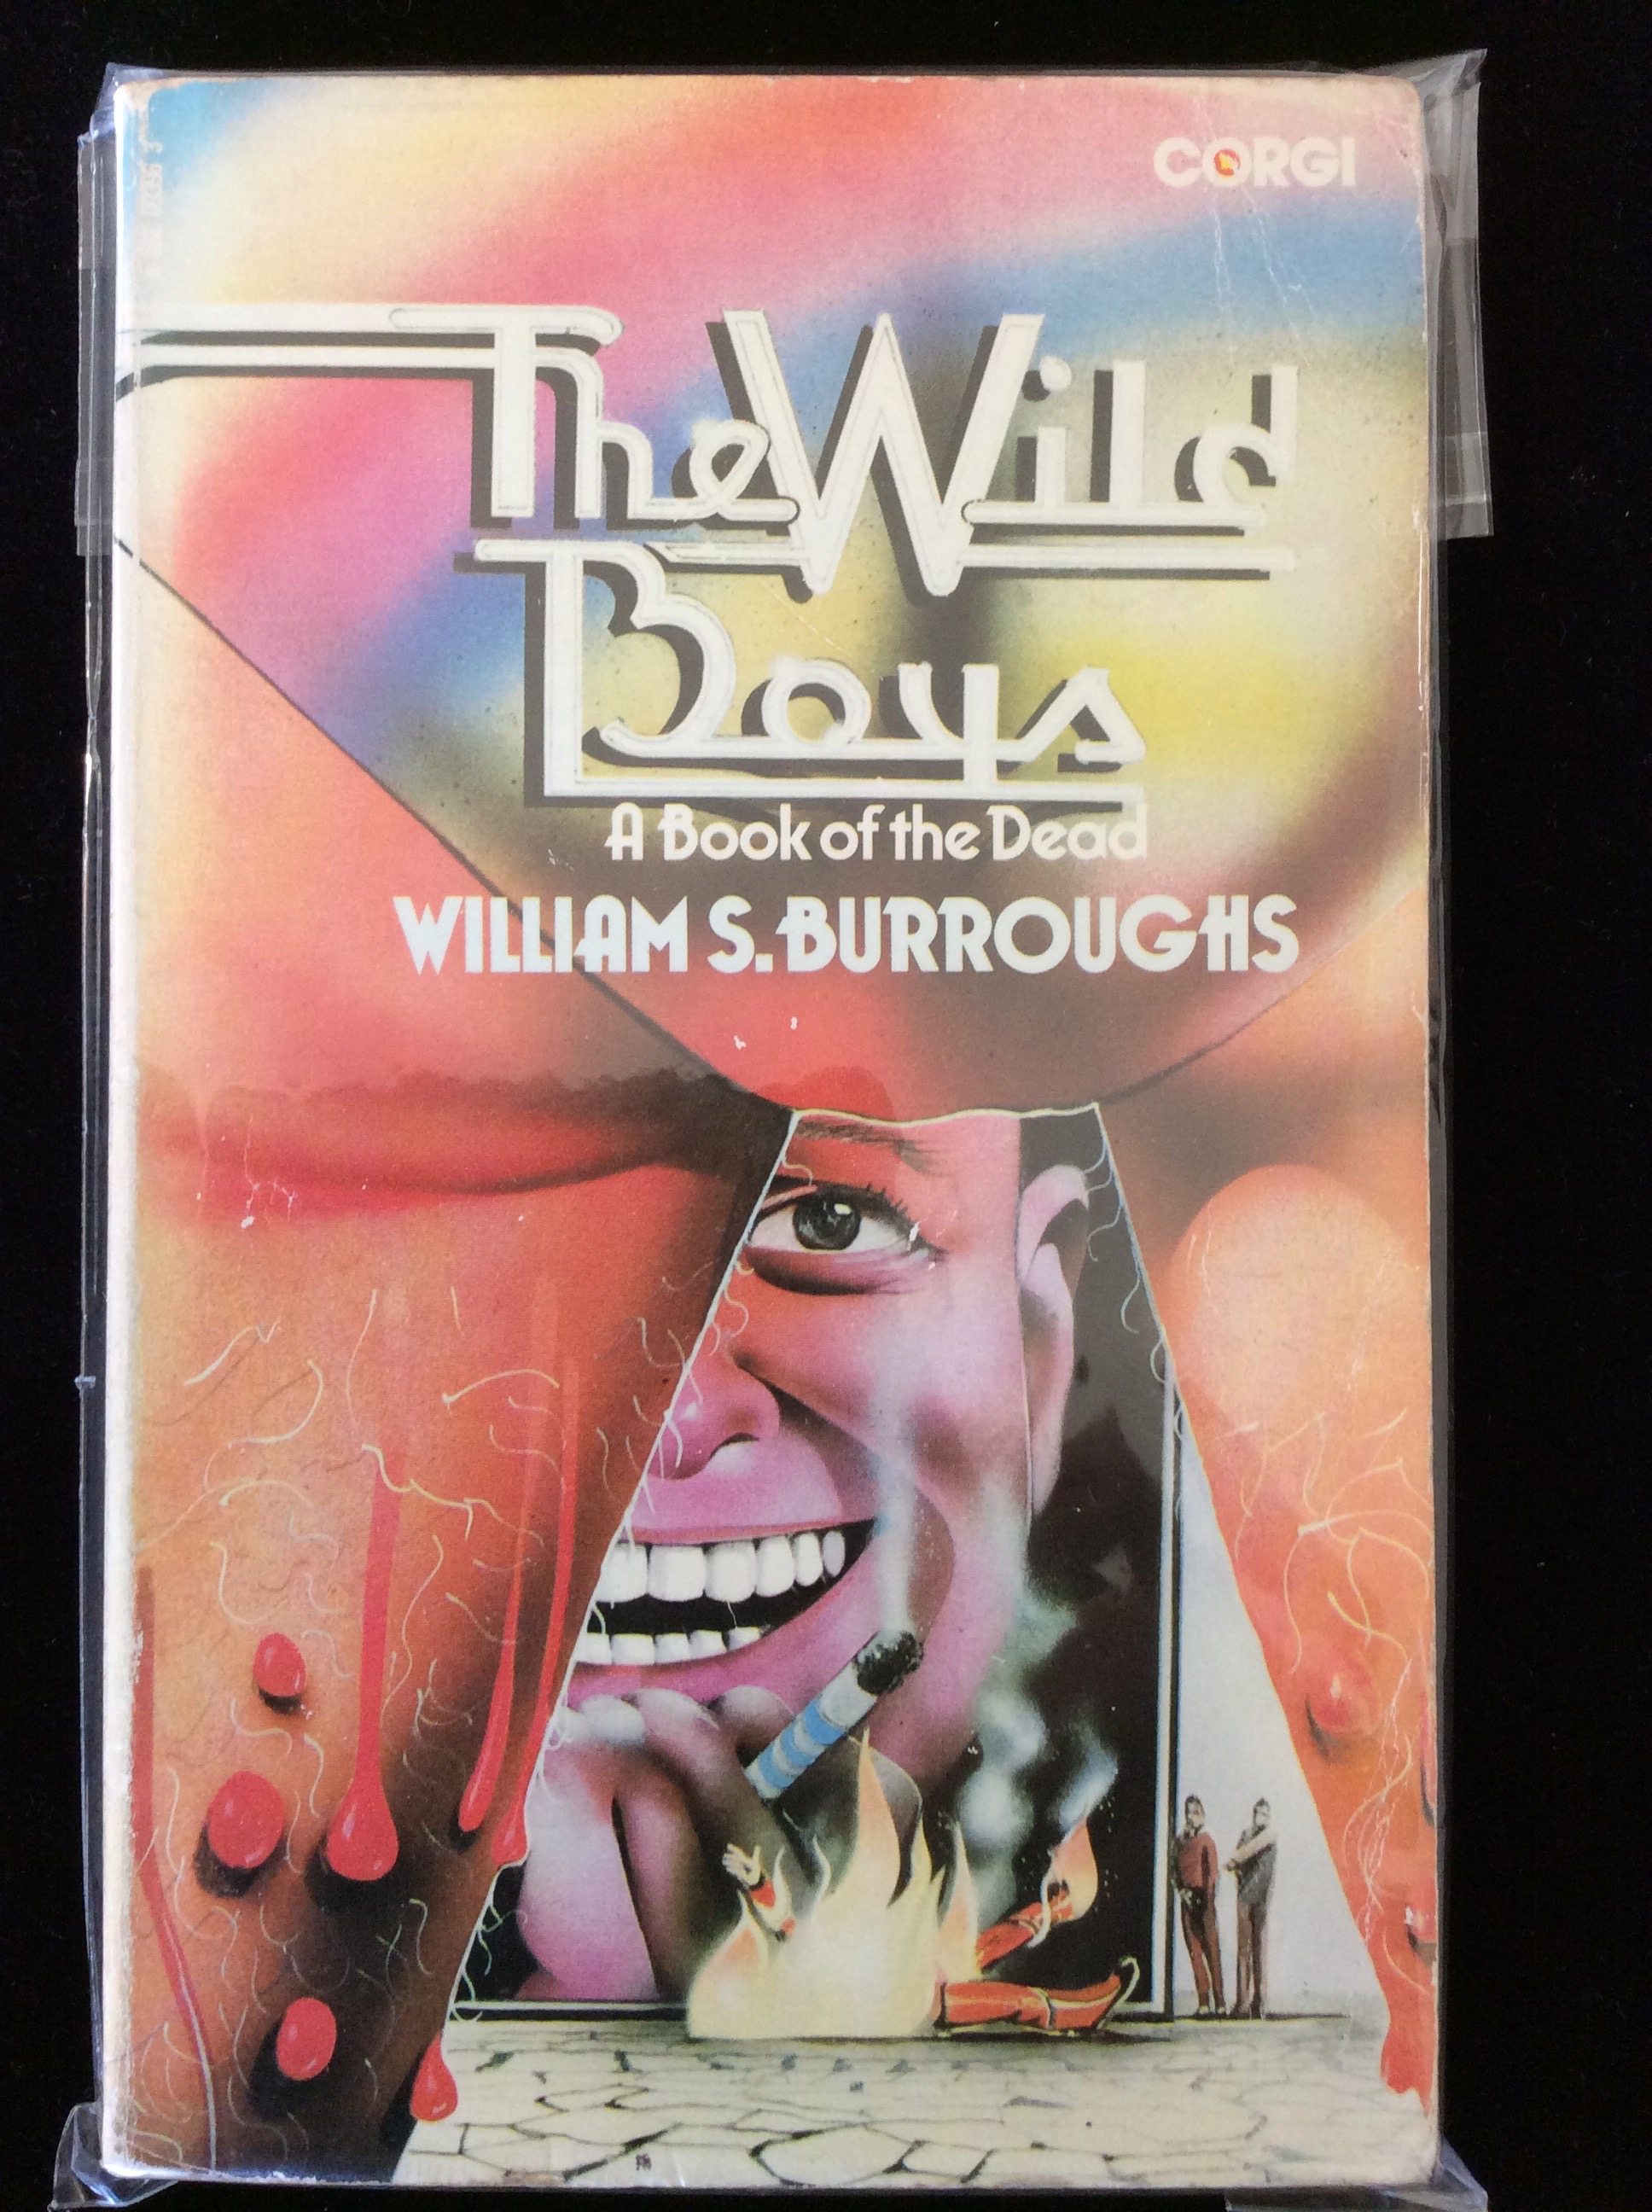 CORGI
The Wild
Boys
A Book of the Dead
WILLIAM S. BURROUGHS